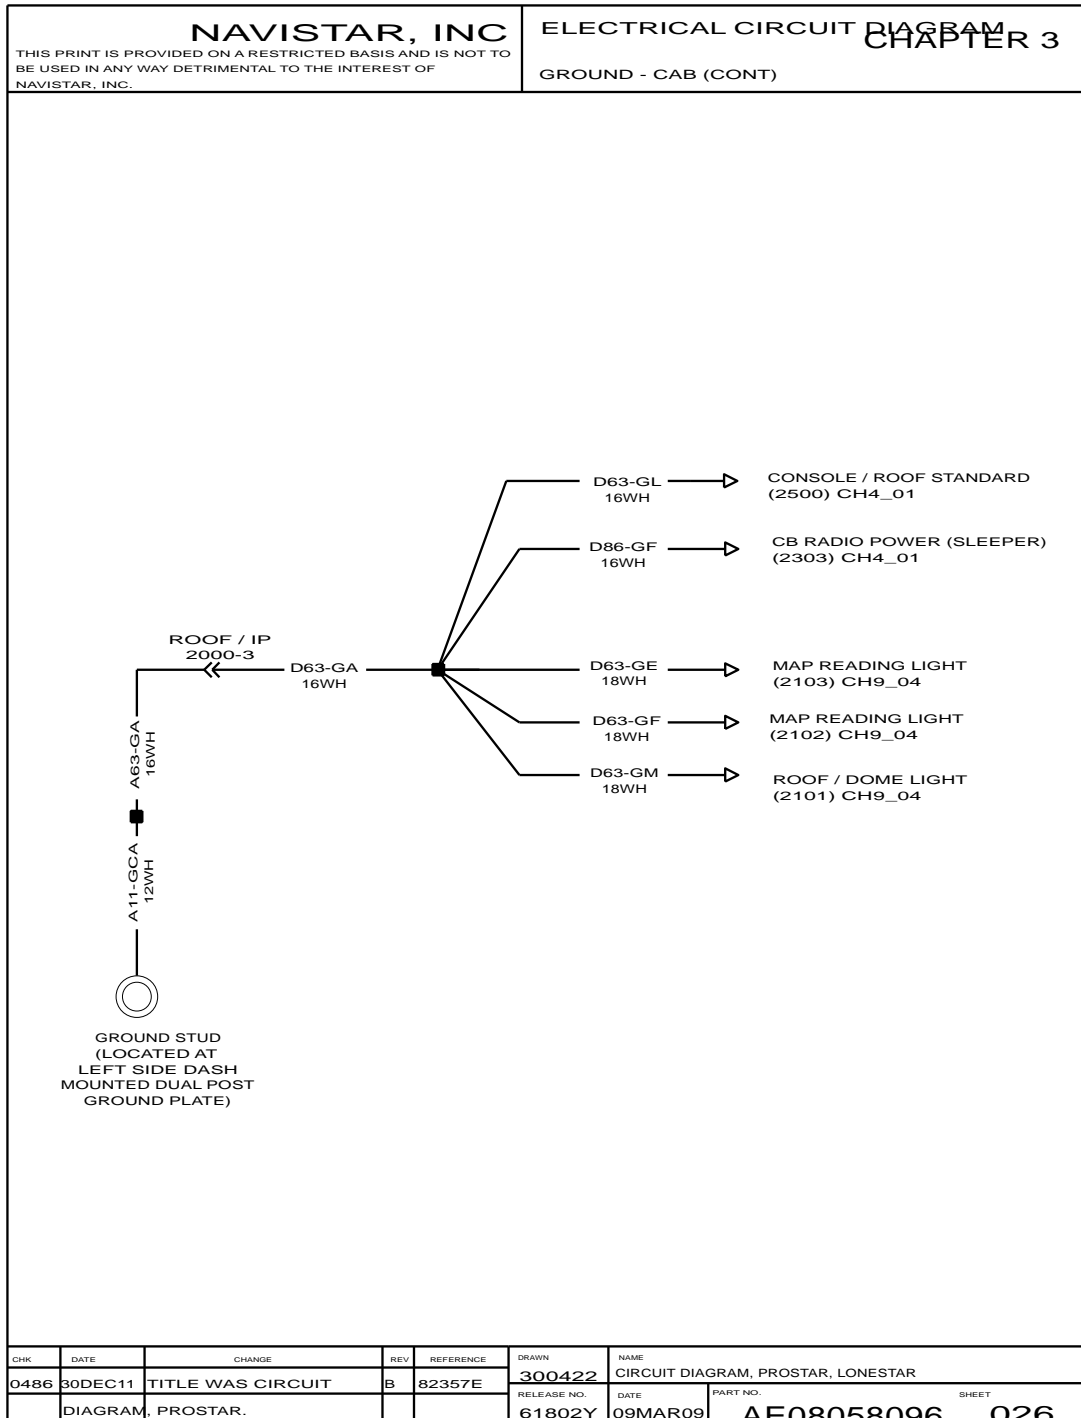 NAVISTAR, INC
THIS PRINT IS PROVIDED ON A RESTRICTED BASIS AND IS NOT TO
BE USED IN ANY WAY DETRIMENTAL TO THE INTEREST OF
NAVISTAR, INC.
ELECTRICAL CIRCUIT DIAGRAM
CHAPTER 3
GROUND - CAB (CONT)
D63-GL
16WH
CONSOLE / ROOF STANDARD
(2500) CH4_01
D86-GF
16WH
CB RADIO POWER (SLEEPER)
(2303) CH4_01
ROOF / IP
2000-3
D63-GA
16WH
D63-GE
18WH
MAP READING LIGHT
(2103) CH9_04
D63-GF
18WH
MAP READING LIGHT
(2102) CH9_04
D63-GM
18WH
ROOF / DOME LIGHT
(2101) CH9_04
A63-GA
16WH
A11-GCA
12WH
GROUND STUD
(LOCATED AT
LEFT SIDE DASH
MOUNTED DUAL POST
GROUND PLATE)
CHK DATE CHANGE REV REFERENCE
0486 30DEC11 TITLE WAS CIRCUIT B 82357E
DIAGRAM, PROSTAR.
DRAWN
300422
NAME
CIRCUIT DIAGRAM, PROSTAR, LONESTAR
RELEASE NO.
61802Y
DATE
09MAR09
PART NO.
AE08058096
SHEET
026